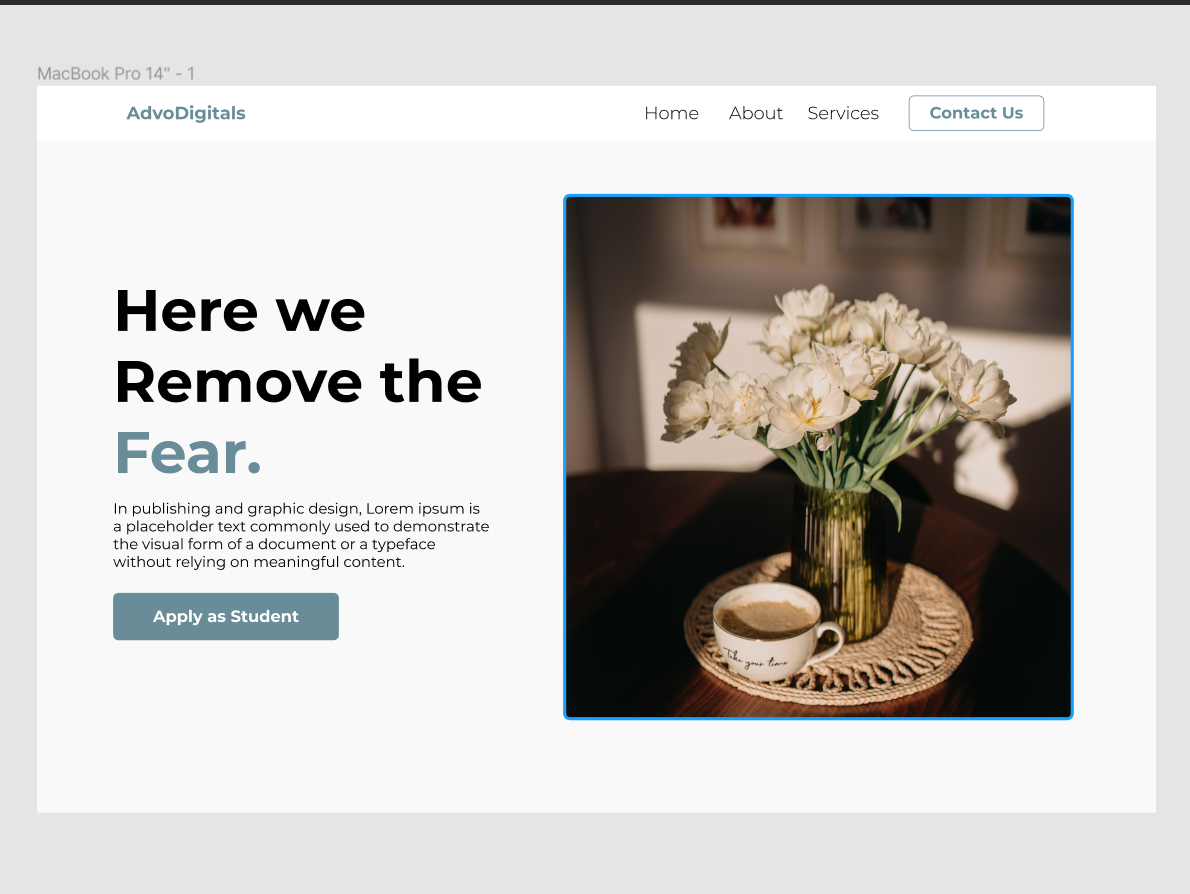 MacBook Pro 14" - 1
AdvoDigitals
Home About Services Contact Us
Here we
Remove the
Fear.
In publishing and graphic design, Lorem ipsum is
a placeholder text commonly used to demonstrate
the visual form of a document or a typeface
without relying on meaningful content.
Apply as Student
Take your time